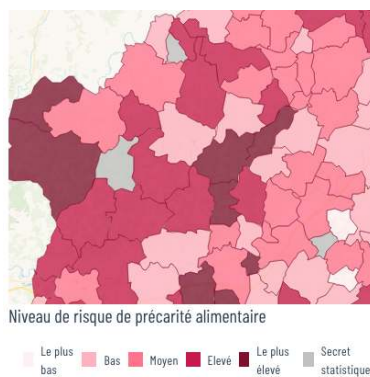 Niveau de risque de précarité alimentaire
Le plus bas
Bas
Moyen
Elevé
Le plus élevé
Secret statistique